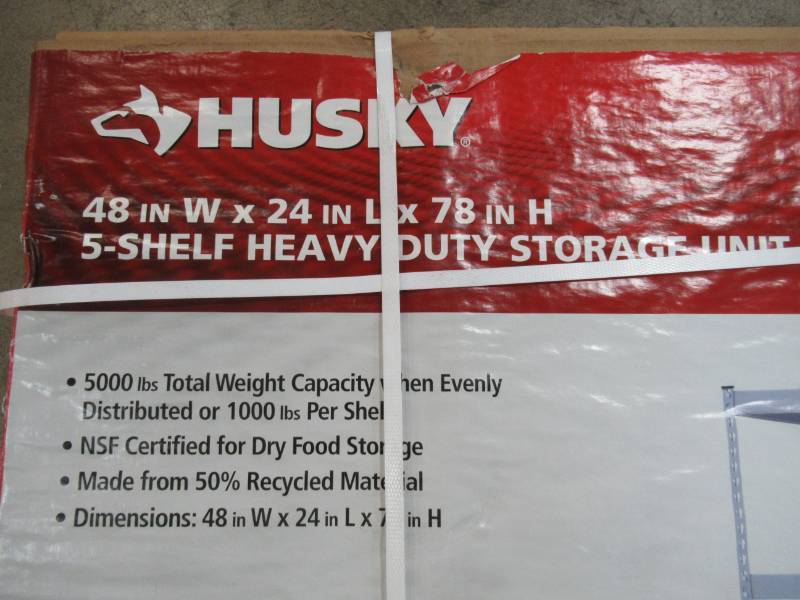 HUSKY®
48 IN W x 24 IN L x 78 IN H
5-SHELF HEAVY DUTY STORAGE UNIT
• 5000 lbs Total Weight Capacity when Evenly
Distributed or 1000 lbs Per Shelf
• NSF Certified for Dry Food Storage
• Made from 50% Recycled Material
• Dimensions: 48 in W x 24 in L x 78 in H